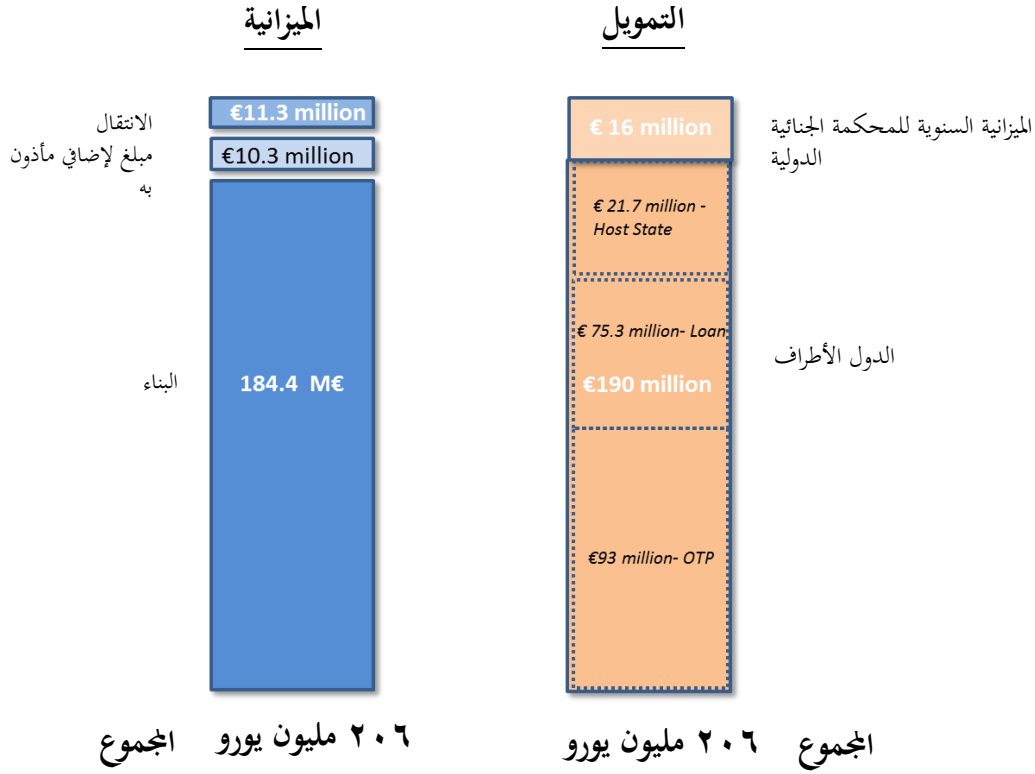 التمويل
الميزانية
الميزانية السنوية للمحكمة الجنائية
الدولية
€ 16 million
€ 21.7 million -
Host State
€ 75.3 million- Loan
€190 million
الدول الأطراف
€93 million- OTP
المجموع ٢٠٦ مليون يورو
€11.3 million
الانتقال
€10.3 million
مبلغ لإضافي مأذون
به
184.4 M€
البناء
٢٠٦ مليون يورو المجموع